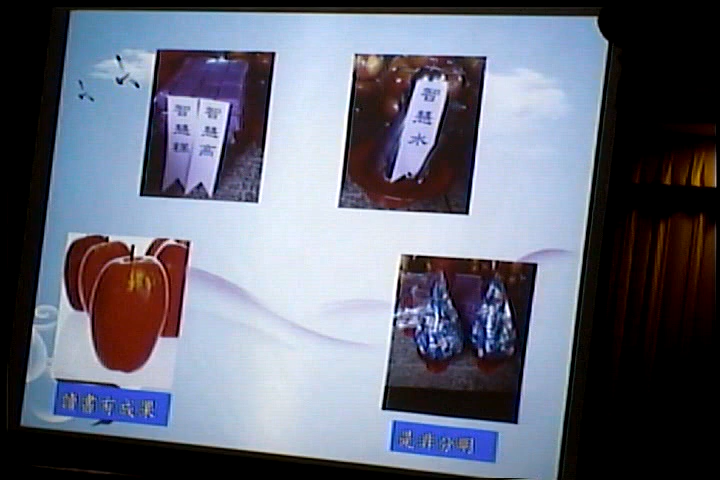 智慧糕
智慧高
智慧水
讀書有成果
是非分明